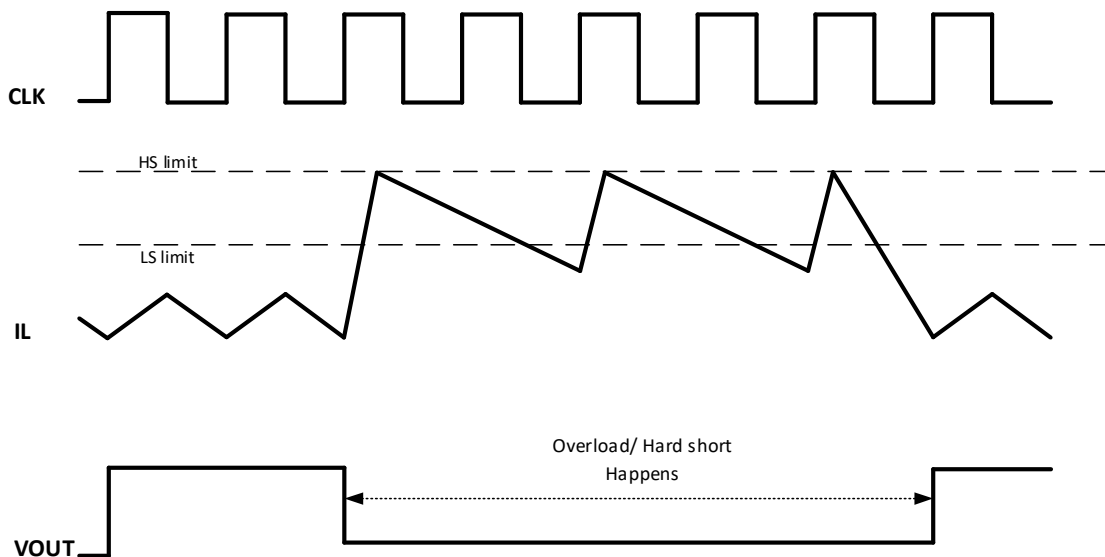 CLK
HS limit
LS limit
IL
Overload/ Hard short
Happens
VOUT